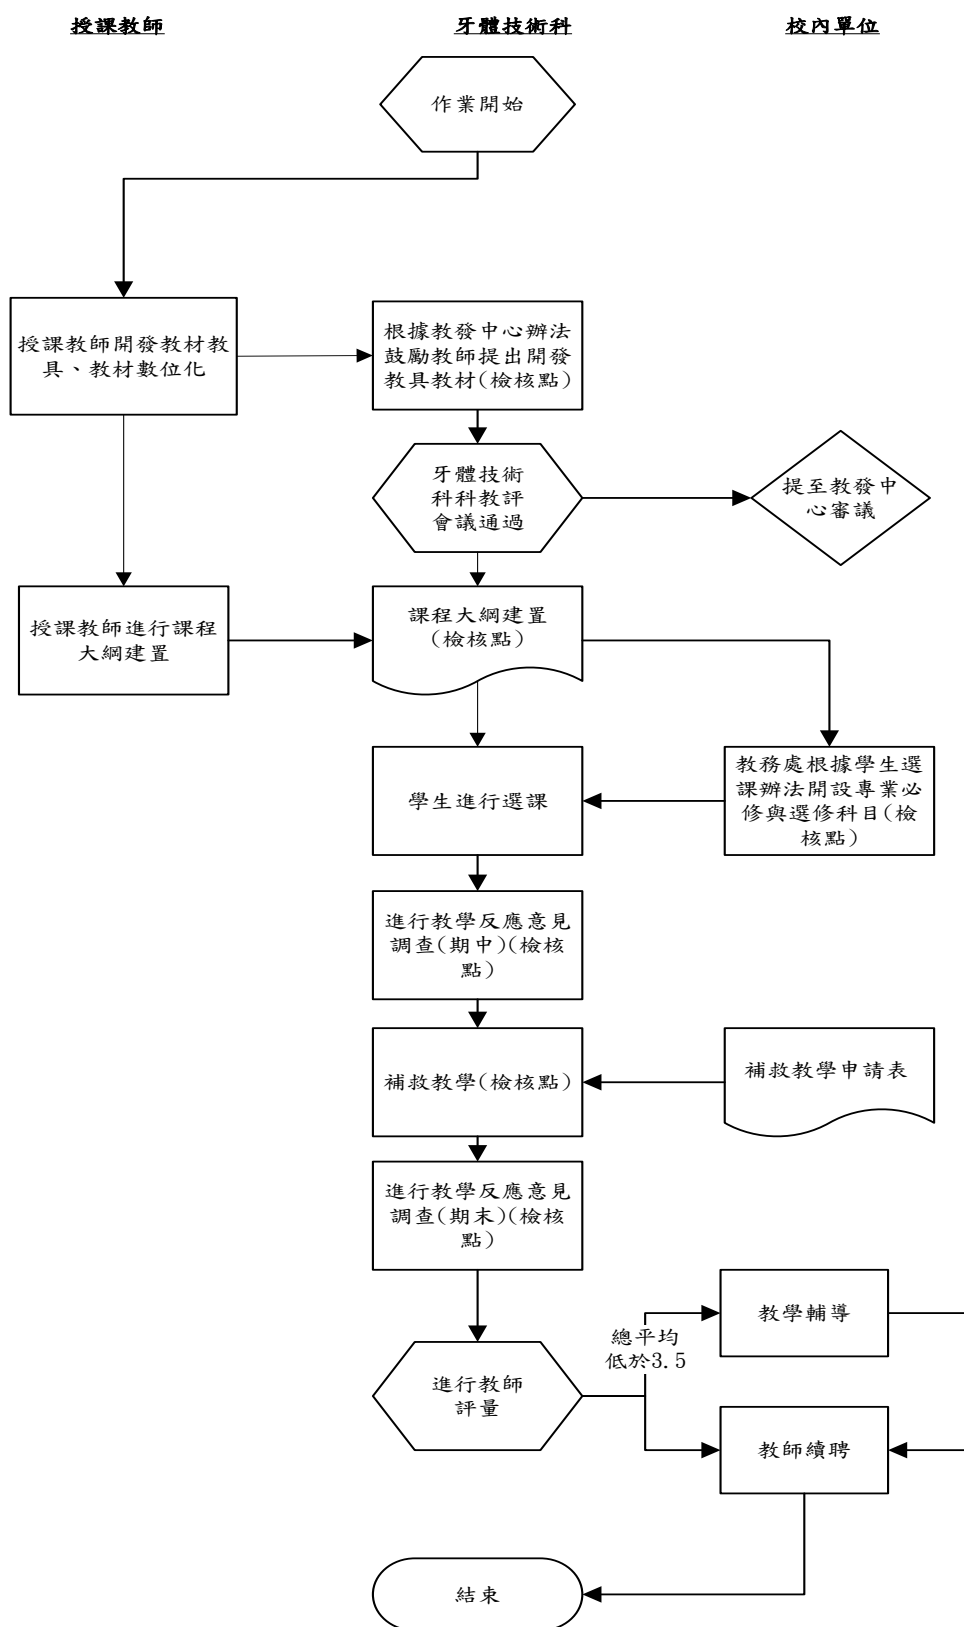 授課教師
牙體技術科
校內單位
作業開始
授課教師開發教材教
具、教材數位化
根據教發中心辦法
鼓勵教師提出開發
教具教材(檢核點)
牙體技術
科科教評
會議通過
提至教發中
心審議
授課教師進行課程
大綱建置
課程大綱建置
(檢核點)
學生進行選課
教務處根據學生選
課辦法開設專業必
修與選修科目(檢
核點)
進行教學反應意見
調查(期中)(檢核
點)
補救教學(檢核點)
補救教學申請表
進行教學反應意見
調查(期末)(檢核
點)
總平均
低於3.5
教學輔導
進行教師
評量
教師續聘
結束